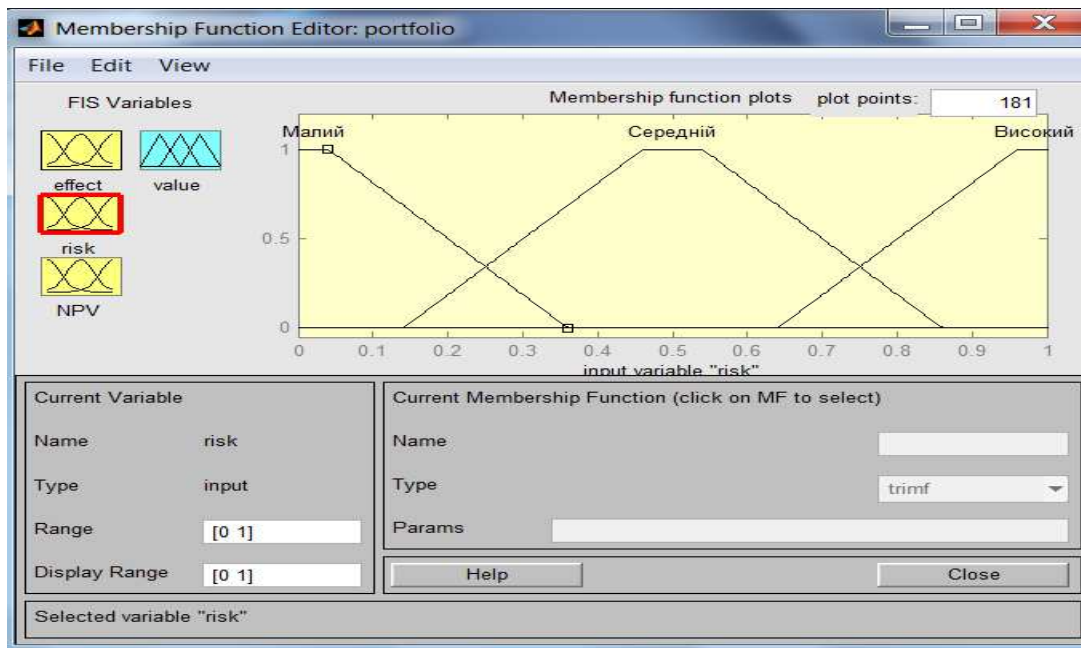 Membership Function Editor: portfolio
File Edit View
FIS Variables
Membership function plots plot points: 181
effect value
risk
NPV
Малий Середній Високий
1
0.5
0
0 0.1 0.2 0.3 0.4 0.5 0.6 0.7 0.8 0.9 1
input variable "risk"
Current Variable
Name risk
Type input
Range [0 1]
Display Range [0 1]
Current Membership Function (click on MF to select)
Name
Type trimf
Params
Help Close
Selected variable "risk"